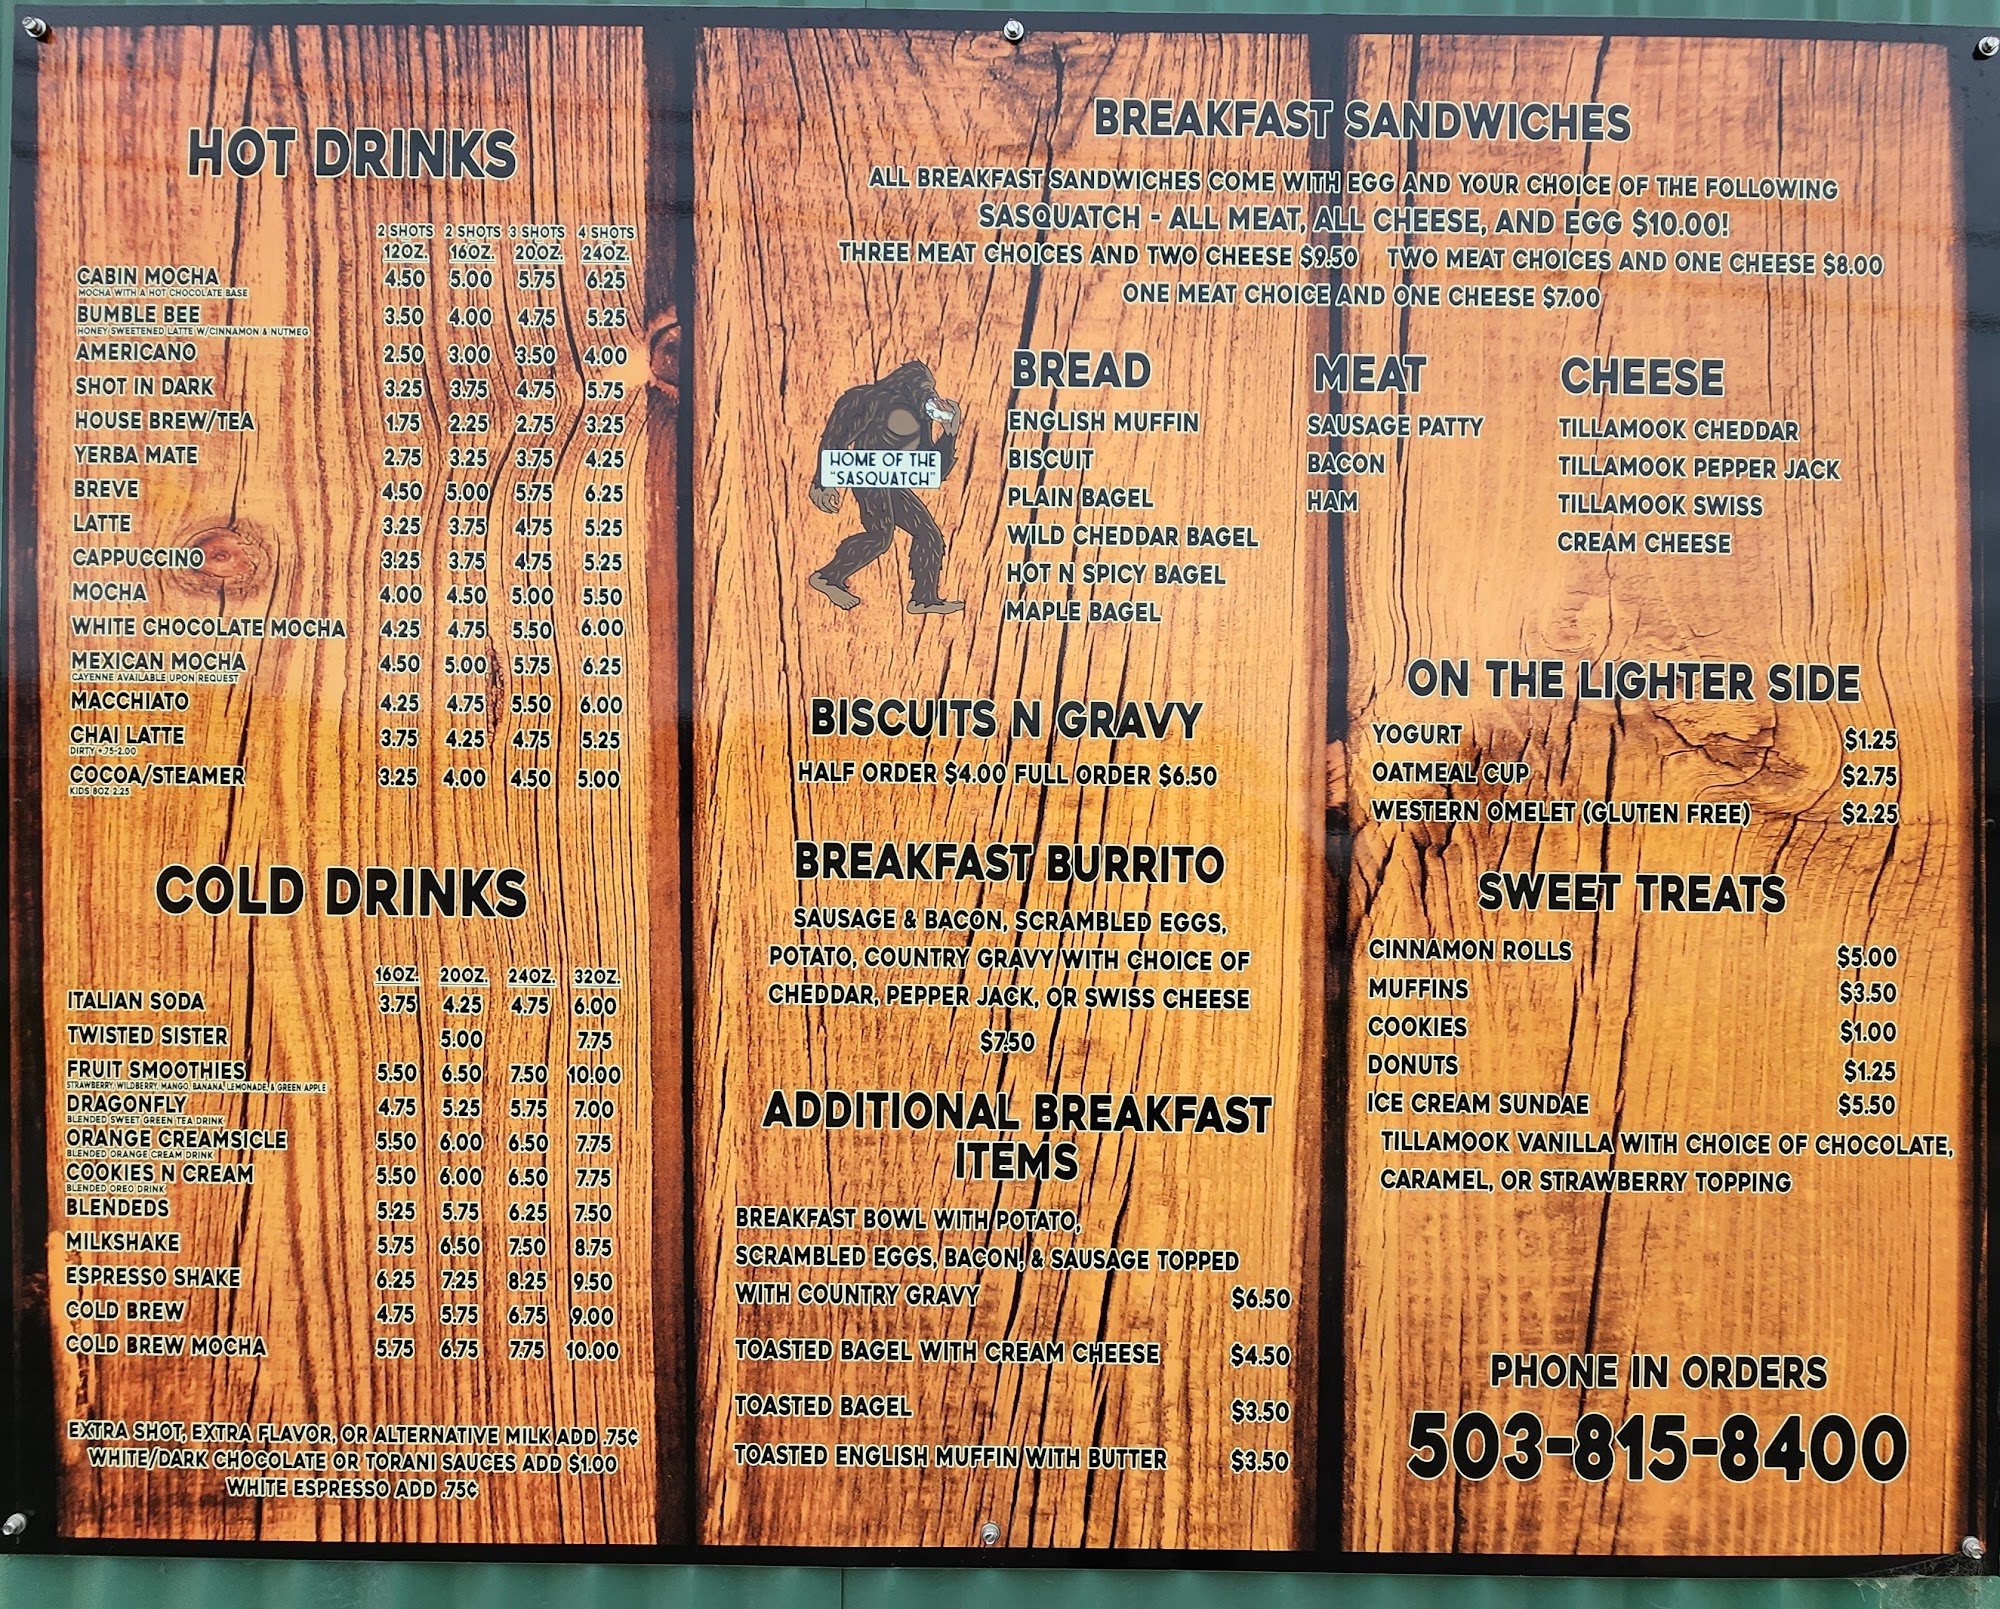 HOT DRINKS
2 SHOTS 2 SHOTS 3 SHOTS 4 SHOTS
12OZ. 16OZ. 20OZ. 24OZ.
CABIN MOCHA 4.50 5.00 5.75 6.25
MOCHA WITH A HOT CHOCOLATE BASE
BUMBLE BEE 3.50 4.00 4.75 5.25
HONEY SWEETENED LATTE W/CINNAMON & NUTMEG
AMERICANO 2.50 3.00 3.50 4.00
SHOT IN DARK 3.25 3.75 4.75 5.75
HOUSE BREW/TEA 1.75 2.25 2.75 3.25
YERBA MATE 2.75 3.25 3.75 4.25
BREVE 4.50 5.00 5.75 6.25
LATTE 3.25 3.75 4.75 5.25
CAPPUCCINO 3.25 3.75 4.75 5.25
MOCHA 4.00 4.50 5.00 5.50
WHITE CHOCOLATE MOCHA 4.25 4.75 5.50 6.00
MEXICAN MOCHA 4.50 5.00 5.75 6.25
CAYENNE AVAILABLE UPON REQUEST
MACCHIATO 4.25 4.75 5.50 6.00
CHAI LATTE 3.75 4.25 4.75 5.25
DIRTY +.75-2.00
COCOA/STEAMER 3.25 4.00 4.50 5.00
KIDS 8OZ 2.25
COLD DRINKS
16OZ. 20OZ. 24OZ. 32OZ.
ITALIAN SODA 3.75 4.25 4.75 6.00
TWISTED SISTER 5.00 7.75
FRUIT SMOOTHIES 5.50 6.50 7.50 10.00
STRAWBERRY, WILDBERRY, MANGO, BANANA, LEMONADE, & GREEN APPLE
DRAGONFLY 4.75 5.25 5.75 7.00
BLENDED SWEET GREEN TEA DRINK
ORANGE CREAMSICLE 5.50 6.00 6.50 7.75
BLENDED ORANGE CREAM DRINK
COOKIES N CREAM 5.50 6.00 6.50 7.75
BLENDED OREO DRINK
BLENDEDS 5.25 5.75 6.25 7.50
MILKSHAKE 5.75 6.50 7.50 8.75
ESPRESSO SHAKE 6.25 7.25 8.25 9.50
COLD BREW 4.75 5.75 6.75 9.00
COLD BREW MOCHA 5.75 6.75 7.75 10.00
EXTRA SHOT, EXTRA FLAVOR, OR ALTERNATIVE MILK ADD .75¢
WHITE/DARK CHOCOLATE OR TORANI SAUCES ADD $1.00
WHITE ESPRESSO ADD .75¢
BREAKFAST SANDWICHES
ALL BREAKFAST SANDWICHES COME WITH EGG AND YOUR CHOICE OF THE FOLLOWING
SASQUATCH - ALL MEAT, ALL CHEESE, AND EGG $10.00!
THREE MEAT CHOICES AND TWO CHEESE $9.50 TWO MEAT CHOICES AND ONE CHEESE $8.00
ONE MEAT CHOICE AND ONE CHEESE $7.00
HOME OF THE
"SASQUATCH"
BREAD
ENGLISH MUFFIN
BISCUIT
PLAIN BAGEL
WILD CHEDDAR BAGEL
HOT N SPICY BAGEL
MAPLE BAGEL
MEAT
SAUSAGE PATTY
BACON
HAM
CHEESE
TILLAMOOK CHEDDAR
TILLAMOOK PEPPER JACK
TILLAMOOK SWISS
CREAM CHEESE
BISCUITS N GRAVY
HALF ORDER $4.00 FULL ORDER $6.50
BREAKFAST BURRITO
SAUSAGE & BACON, SCRAMBLED EGGS,
POTATO, COUNTRY GRAVY WITH CHOICE OF
CHEDDAR, PEPPER JACK, OR SWISS CHEESE
$7.50
ADDITIONAL BREAKFAST
ITEMS
BREAKFAST BOWL WITH POTATO,
SCRAMBLED EGGS, BACON, & SAUSAGE TOPPED
WITH COUNTRY GRAVY $6.50
TOASTED BAGEL WITH CREAM CHEESE $4.50
TOASTED BAGEL $3.50
TOASTED ENGLISH MUFFIN WITH BUTTER $3.50
ON THE LIGHTER SIDE
YOGURT $1.25
OATMEAL CUP $2.75
WESTERN OMELET (GLUTEN FREE) $2.25
SWEET TREATS
CINNAMON ROLLS $5.00
MUFFINS $3.50
COOKIES $1.00
DONUTS $1.25
ICE CREAM SUNDAE $5.50
TILLAMOOK VANILLA WITH CHOICE OF CHOCOLATE,
CARAMEL, OR STRAWBERRY TOPPING
PHONE IN ORDERS
503-815-8400